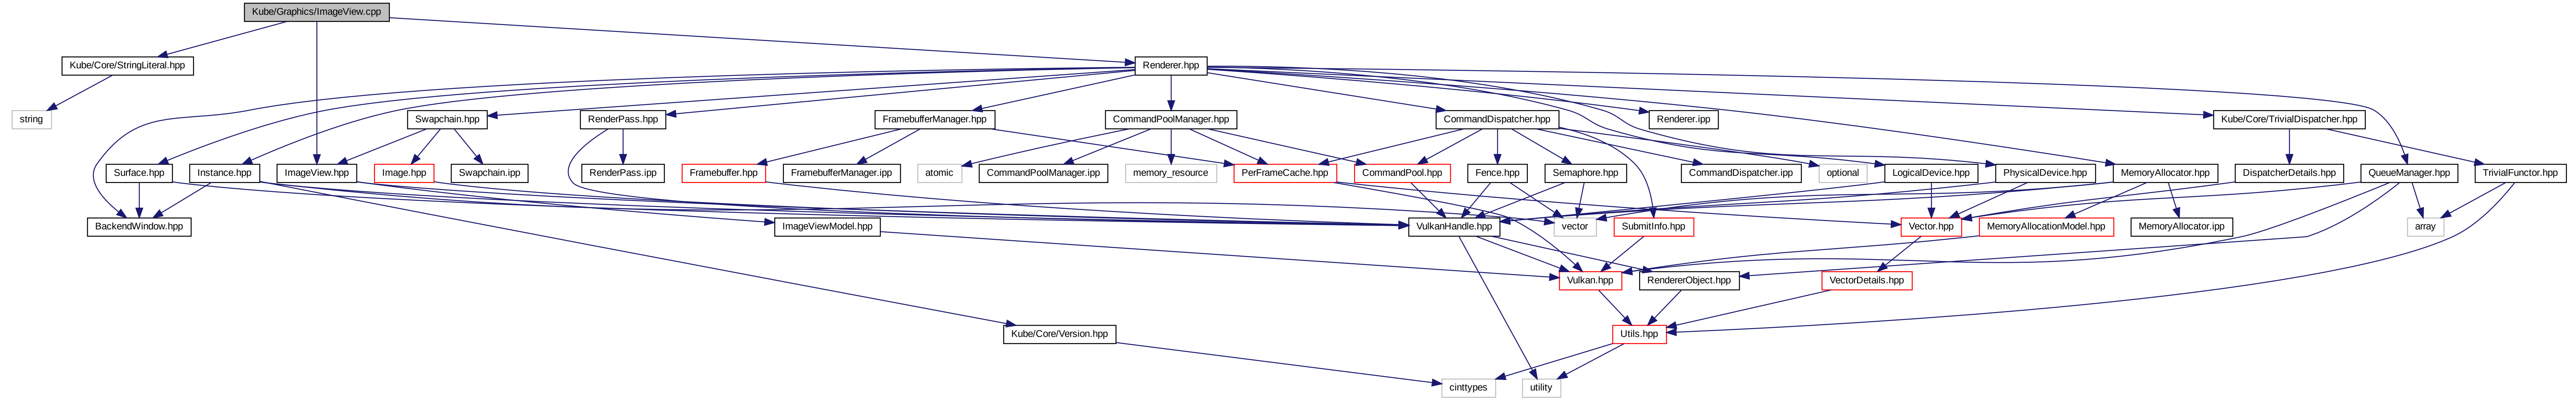 Kube/Graphics/ImageView.cpp
Kube/Core/StringLiteral.hpp
Renderer.hpp
string
Swapchain.hpp
RenderPass.hpp
FramebufferManager.hpp
CommandPoolManager.hpp
CommandDispatcher.hpp
Renderer.ipp
Kube/Core/TrivialDispatcher.hpp
Surface.hpp
Instance.hpp
ImageView.hpp
Image.hpp
Swapchain.ipp
RenderPass.ipp
Framebuffer.hpp
FramebufferManager.ipp
atomic
CommandPoolManager.ipp
memory_resource
PerFrameCache.hpp
CommandPool.hpp
Fence.hpp
Semaphore.hpp
CommandDispatcher.ipp
optional
LogicalDevice.hpp
PhysicalDevice.hpp
MemoryAllocator.hpp
DispatcherDetails.hpp
QueueManager.hpp
TrivialFunctor.hpp
BackendWindow.hpp
ImageViewModel.hpp
VulkanHandle.hpp
vector
SubmitInfo.hpp
Vector.hpp
MemoryAllocationModel.hpp
MemoryAllocator.ipp
array
Vulkan.hpp
RendererObject.hpp
VectorDetails.hpp
Kube/Core/Version.hpp
Utils.hpp
cinttypes
utility